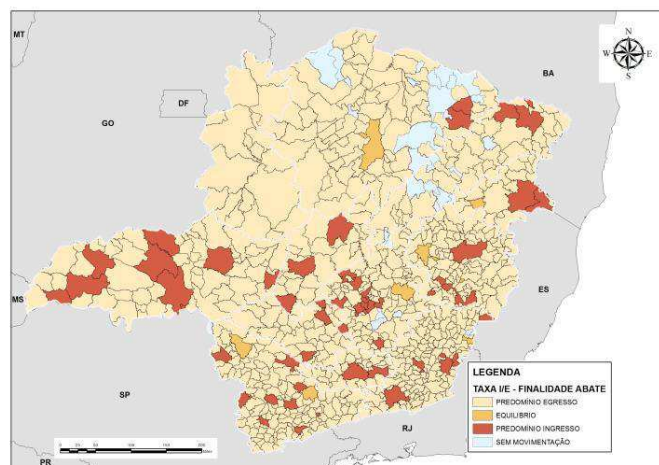 MT
N
W E
S
BA
DF
GO
MS
ES
SP
RJ
PR
LEGENDA
TAXA I/E - FINALIDADE ABATE
PREDOMÍNIO EGRESSO
EQUILIBRIO
PREDOMÍNIO INGRESSO
SEM MOVIMENTAÇÃO